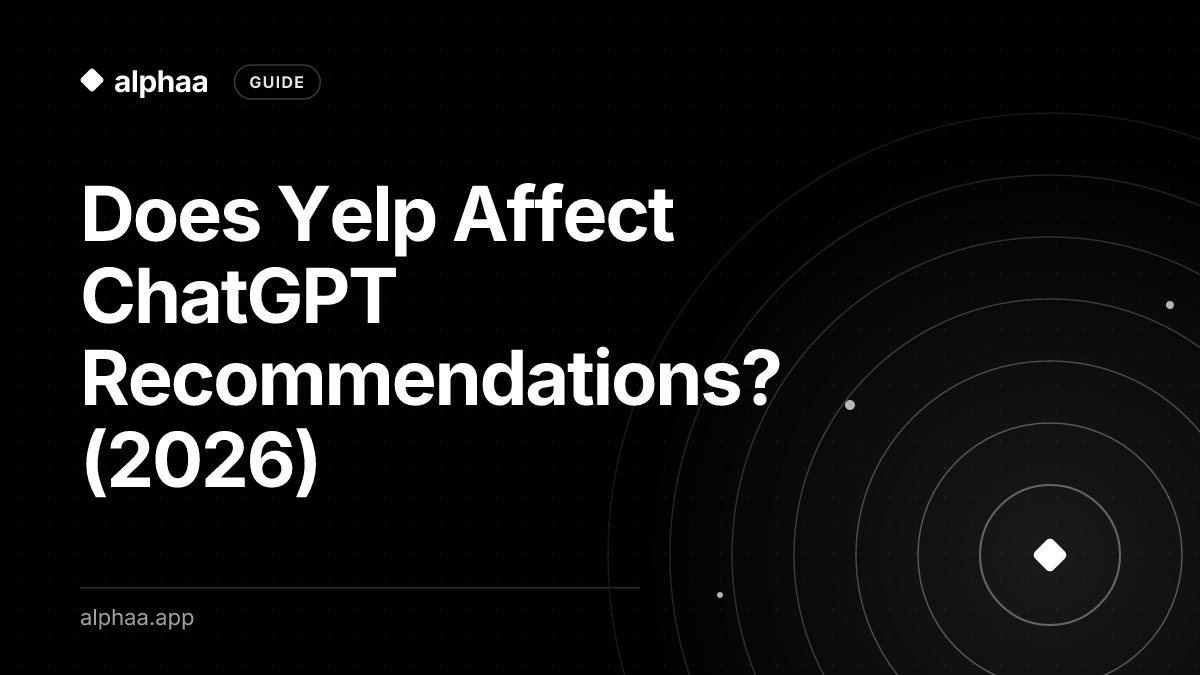 alphaa GUIDE
Does Yelp Affect
ChatGPT
Recommendations?
(2026)
alphaa.app